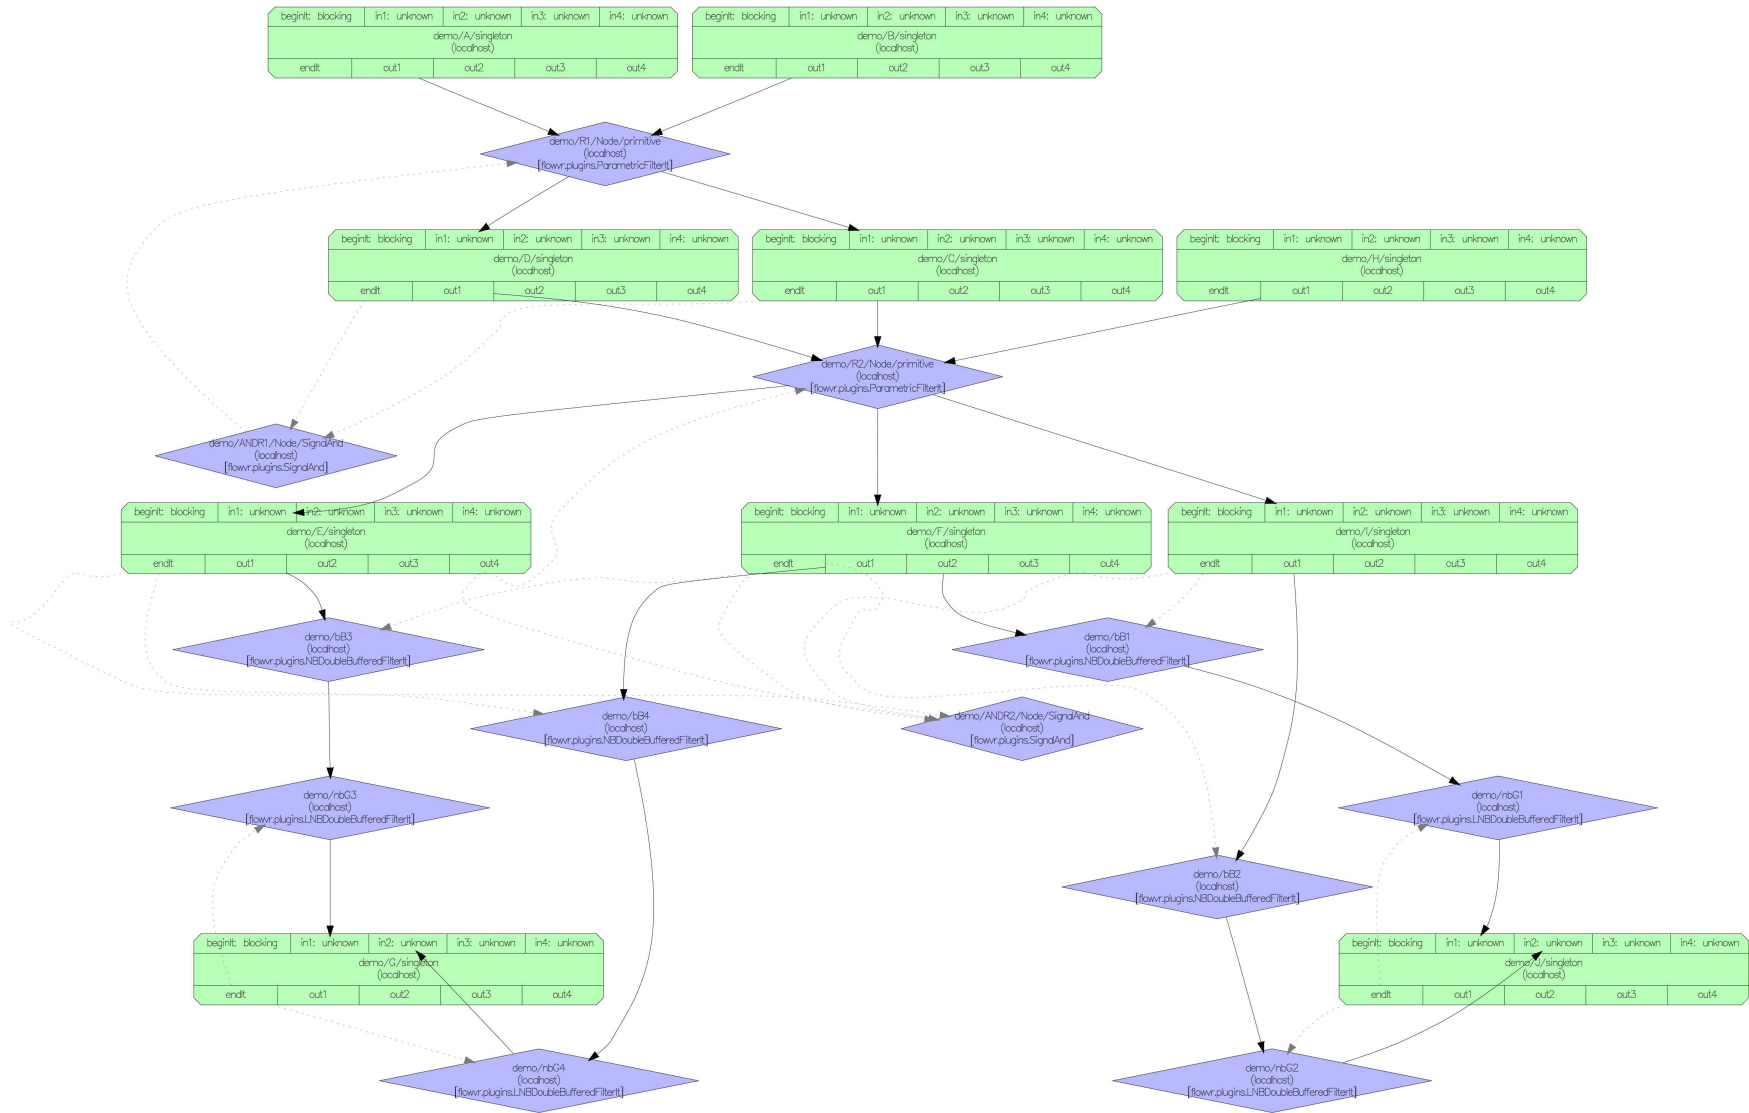 beginIt: blocking in1: unknown in2: unknown in3: unknown in4: unknown
demo/A/singleton
(localhost)
endIt out1 out2 out3 out4
beginIt: blocking in1: unknown in2: unknown in3: unknown in4: unknown
demo/B/singleton
(localhost)
endIt out1 out2 out3 out4
demo/R1/Node/primitive
(localhost)
[flowvr.plugins.ParametricFilterIt]
beginIt: blocking in1: unknown in2: unknown in3: unknown in4: unknown
demo/D/singleton
(localhost)
endIt out1 out2 out3 out4
beginIt: blocking in1: unknown in2: unknown in3: unknown in4: unknown
demo/C/singleton
(localhost)
endIt out1 out2 out3 out4
beginIt: blocking in1: unknown in2: unknown in3: unknown in4: unknown
demo/H/singleton
(localhost)
endIt out1 out2 out3 out4
demo/R2/Node/primitive
(localhost)
[flowvr.plugins.ParametricFilterIt]
demo/ANDR1/Node/SignalAnd
(localhost)
[flowvr.plugins.SignalAnd]
beginIt: blocking in1: unknown in2: unknown in3: unknown in4: unknown
demo/E/singleton
(localhost)
endIt out1 out2 out3 out4
beginIt: blocking in1: unknown in2: unknown in3: unknown in4: unknown
demo/F/singleton
(localhost)
endIt out1 out2 out3 out4
beginIt: blocking in1: unknown in2: unknown in3: unknown in4: unknown
demo/I/singleton
(localhost)
endIt out1 out2 out3 out4
demo/bB3
(localhost)
[flowvr.plugins.NBDoubleBufferedFilterIt]
demo/bB1
(localhost)
[flowvr.plugins.NBDoubleBufferedFilterIt]
demo/bB4
(localhost)
[flowvr.plugins.NBDoubleBufferedFilterIt]
demo/ANDR2/Node/SignalAnd
(localhost)
[flowvr.plugins.SignalAnd]
demo/nbG3
(localhost)
[flowvr.plugins.LNBDoubleBufferedFilterIt]
demo/nbG1
(localhost)
[flowvr.plugins.LNBDoubleBufferedFilterIt]
demo/bB2
(localhost)
[flowvr.plugins.NBDoubleBufferedFilterIt]
beginIt: blocking in1: unknown in2: unknown in3: unknown in4: unknown
demo/G/singleton
(localhost)
endIt out1 out2 out3 out4
beginIt: blocking in1: unknown in2: unknown in3: unknown in4: unknown
demo/J/singleton
(localhost)
endIt out1 out2 out3 out4
demo/nbG4
(localhost)
[flowvr.plugins.LNBDoubleBufferedFilterIt]
demo/nbG2
(localhost)
[flowvr.plugins.LNBDoubleBufferedFilterIt]